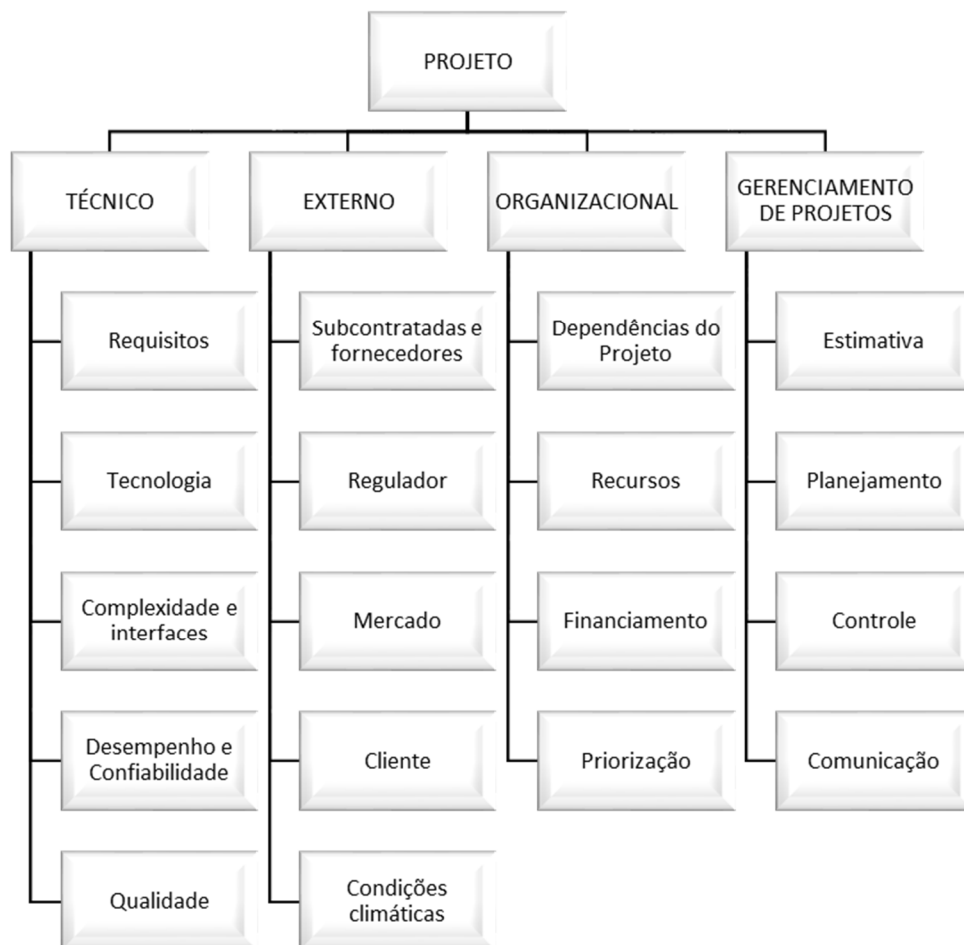 PROJETO
TÉCNICO
EXTERNO
ORGANIZACIONAL
GERENCIAMENTO
DE PROJETOS
Requisitos
Tecnologia
Complexidade e
interfaces
Desempenho e
Confiabilidade
Qualidade
Subcontratadas e
fornecedores
Regulador
Mercado
Cliente
Condições
climáticas
Dependências do
Projeto
Recursos
Financiamento
Priorização
Estimativa
Planejamento
Controle
Comunicação